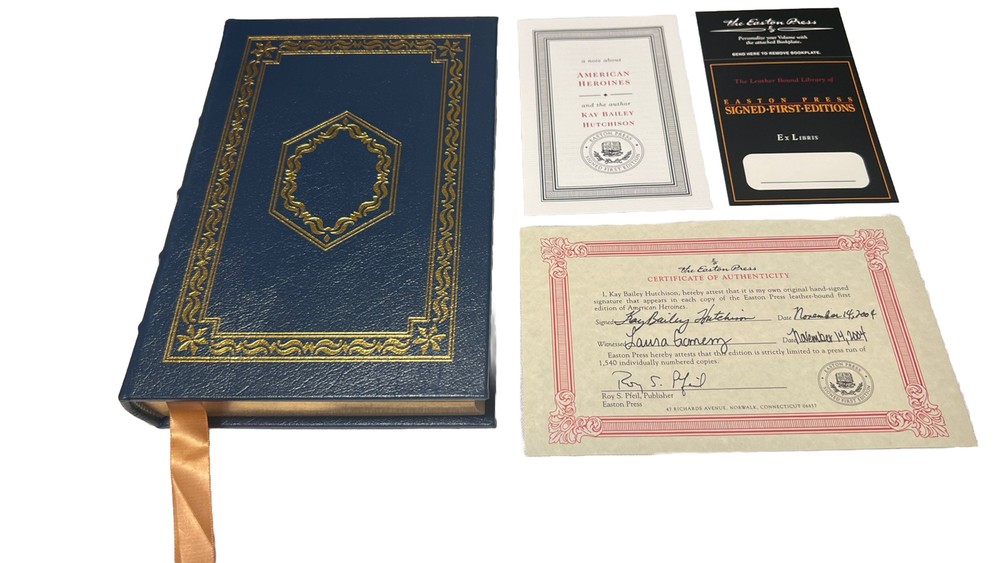 a note about
AMERICAN
HEROINES
and the author
KAY BAILEY
HUTCHISON
EASTON PRESS
SIGNED FIRST EDITION
The Easton Press
Personalize your Volume with
the attached Bookplate.
BEND HERE TO REMOVE BOOKPLATE.
The Leather Bound Library of
EASTON PRESS
SIGNED·FIRST·EDITIONS
EX LIBRIS
The Easton Press
CERTIFICATE OF AUTHENTICITY
I, Kay Bailey Hutchison, hereby attest that it is my own original hand-signed
signature that appears in each copy of the Easton Press leather-bound first
edition of American Heroines.
Signed Kay Bailey Hutchison Date November 14, 2004
Witnessed Laura Date November 14, 2004
Easton Press hereby attests that this edition is strictly limited to a press run of
1,540 individually numbered copies.
Roy S. Pfeil
Roy S. Pfeil, Publisher
Easton Press
EASTON PRESS
SIGNED FIRST EDITION
47 RICHARDS AVENUE, NORWALK, CONNECTICUT 06857